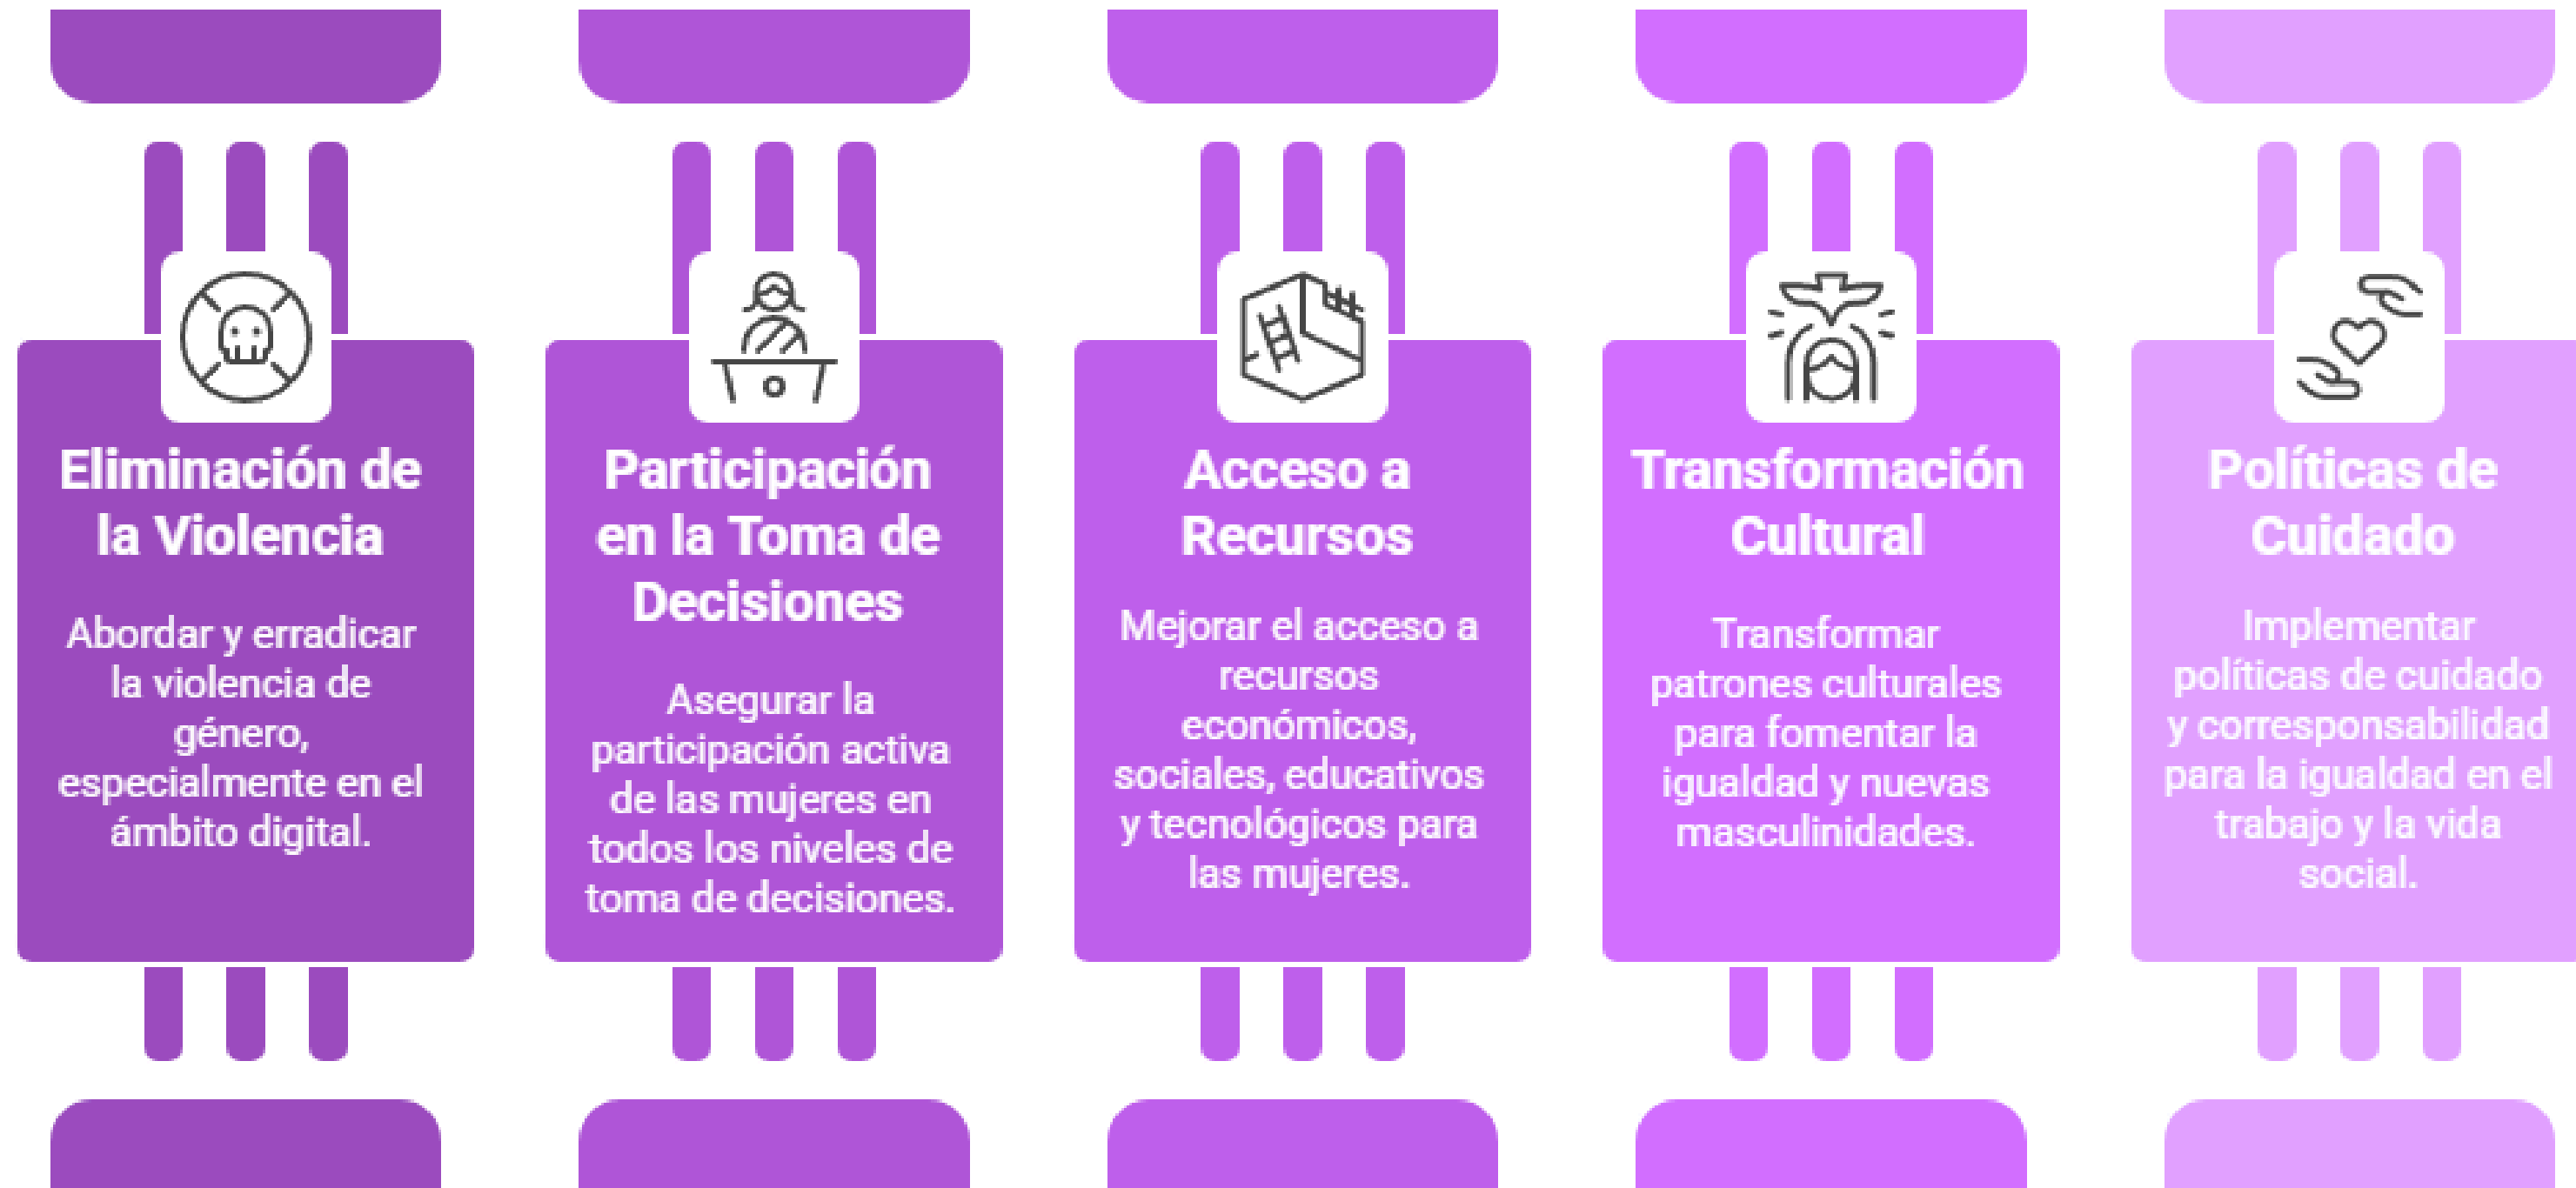 Eliminación de
la Violencia
Abordar y erradicar
la violencia de
género,
especialmente en el
ámbito digital.
Participación
en la Toma de
Decisiones
Asegurar la
participación activa
de las mujeres en
todos los niveles de
toma de decisiones.
Acceso a
Recursos
Mejorar el acceso a
recursos
económicos,
sociales, educativos
y tecnológicos para
las mujeres.
Transformación
Cultural
Transformar
patrones culturales
para fomentar la
igualdad y nuevas
masculinidades.
Políticas de
Cuidado
Implementar
políticas de cuidado
y corresponsabilidad
para la igualdad en el
trabajo y la vida
social.